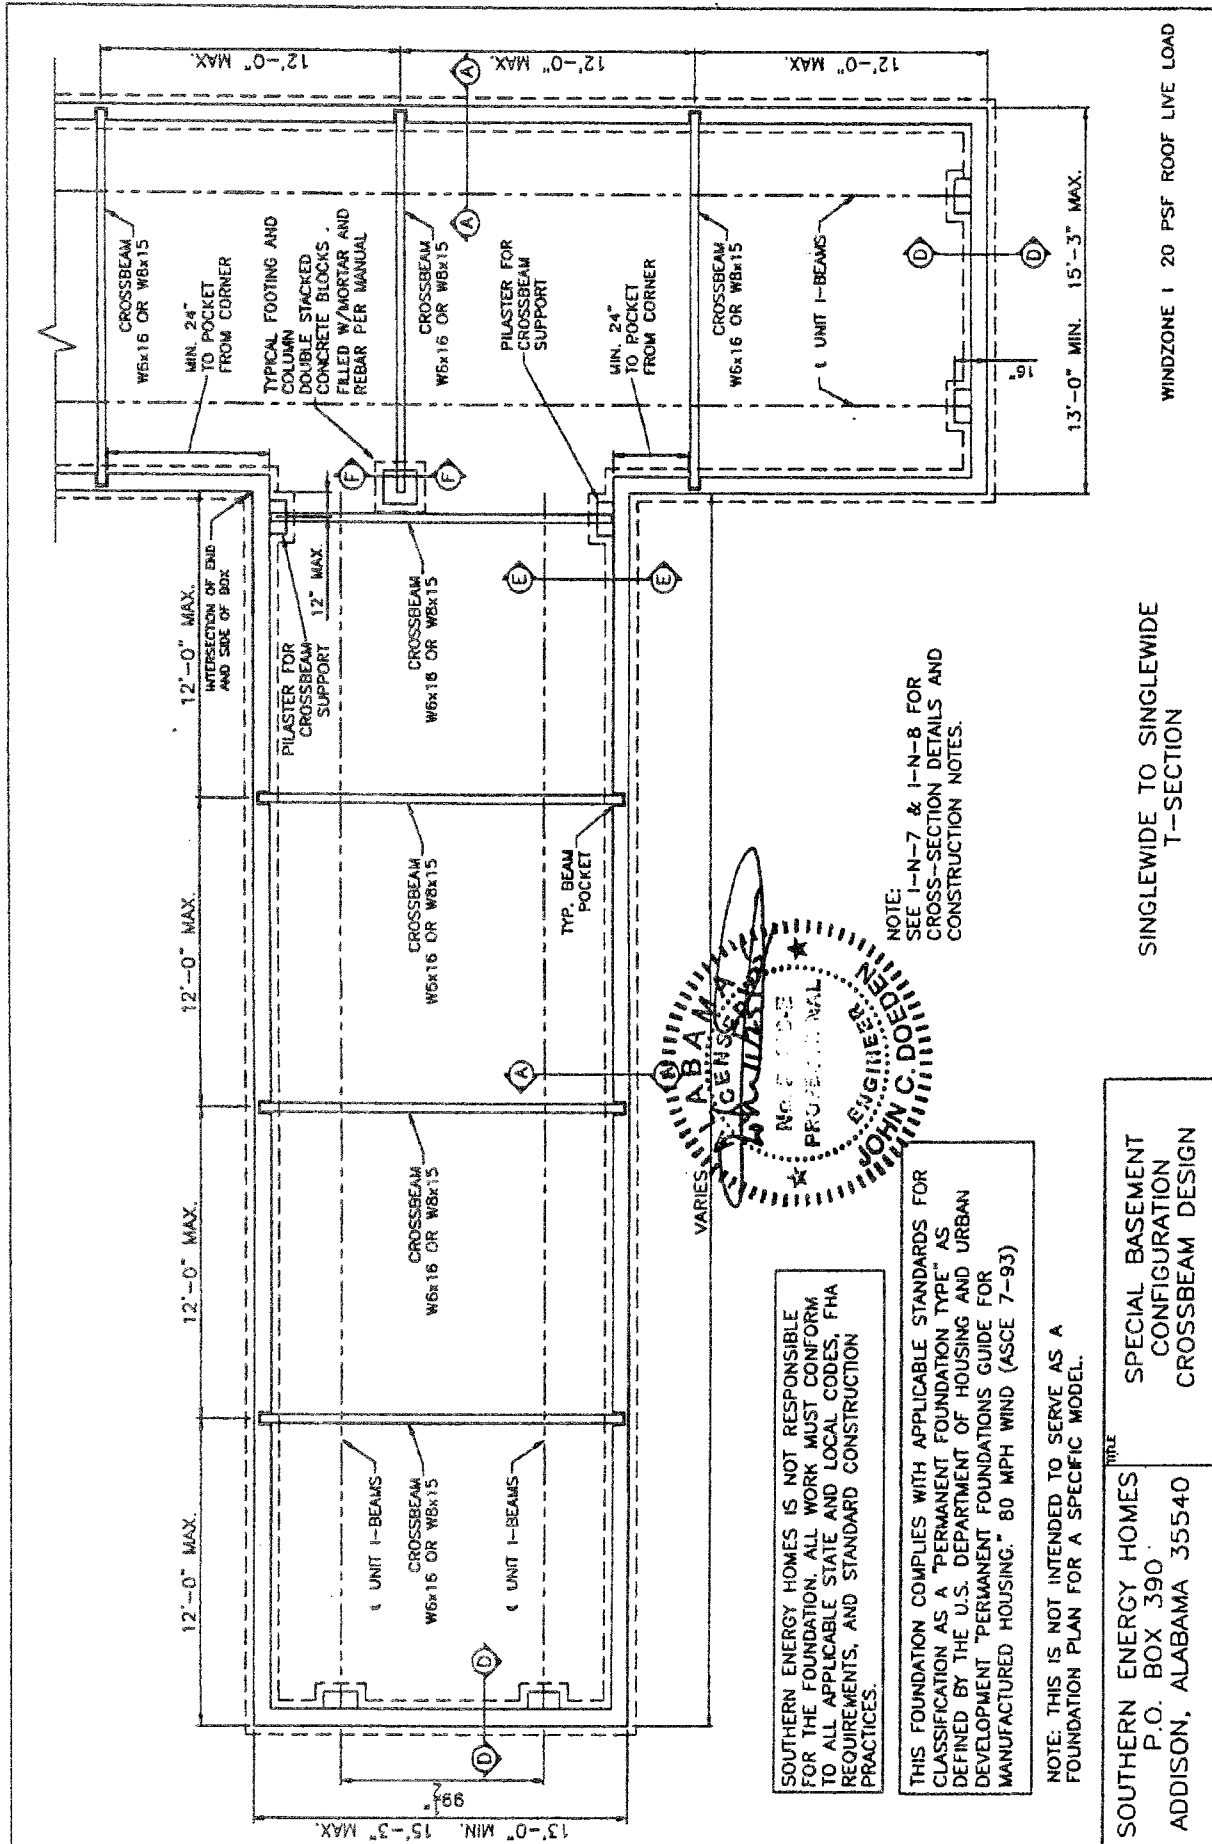 12'-0" MAX.
12'-0" MAX.
12'-0" MAX.
12'-0" MAX.
INTERSECTION OF END
AND SIDE OF BOX
PILASTER FOR
CROSSBEAM
SUPPORT
12" MAX.
13'-0" MIN. 15'-3" MAX.
99 1/2"
℄ UNIT I-BEAMS
CROSSBEAM
W6x16 OR W8x15
℄ UNIT I-BEAMS
D
D
CROSSBEAM
W6x16 OR W8x15
CROSSBEAM
W6x16 OR W8x15
CROSSBEAM
W6x16 OR W8x15
TYP. BEAM
POCKET
A
A
E
E
F
F
VARIES
CROSSBEAM
W6x16 OR W8x15
MIN. 24"
TO POCKET
FROM CORNER
TYPICAL FOOTING AND
COLUMN
DOUBLE STACKED
CONCRETE BLOCKS.
FILLED W/MORTAR AND
REBAR PER MANUAL
CROSSBEAM
W6x16 OR W8x15
PILASTER FOR
CROSSBEAM
SUPPORT
MIN. 24"
TO POCKET
FROM CORNER
CROSSBEAM
W6x16 OR W8x15
A
A
℄ UNIT I-BEAMS
D
D
16"
13'-0" MIN. 15'-3" MAX.
12'-0" MAX.
12'-0" MAX.
12'-0" MAX.
WINDZONE I 20 PSF ROOF LIVE LOAD
NOTE:
SEE I-N-7 & I-N-8 FOR
CROSS-SECTION DETAILS AND
CONSTRUCTION NOTES.
SINGLEWIDE TO SINGLEWIDE
T-SECTION
ALABAMA
LICENSED
PROFESSIONAL
ENGINEER
JOHN C. DOEDEN
SOUTHERN ENERGY HOMES IS NOT RESPONSIBLE
FOR THE FOUNDATION. ALL WORK MUST CONFORM
TO ALL APPLICABLE STATE AND LOCAL CODES, FHA
REQUIREMENTS, AND STANDARD CONSTRUCTION
PRACTICES.
THIS FOUNDATION COMPLIES WITH APPLICABLE STANDARDS FOR
CLASSIFICATION AS A "PERMANENT FOUNDATION TYPE" AS
DEFINED BY THE U.S. DEPARTMENT OF HOUSING AND URBAN
DEVELOPMENT "PERMANENT FOUNDATIONS GUIDE FOR
MANUFACTURED HOUSING." 80 MPH WIND (ASCE 7-93)
NOTE: THIS IS NOT INTENDED TO SERVE AS A
FOUNDATION PLAN FOR A SPECIFIC MODEL.
SOUTHERN ENERGY HOMES
P.O. BOX 390
ADDISON, ALABAMA 35540
TITLE
SPECIAL BASEMENT
CONFIGURATION
CROSSBEAM DESIGN